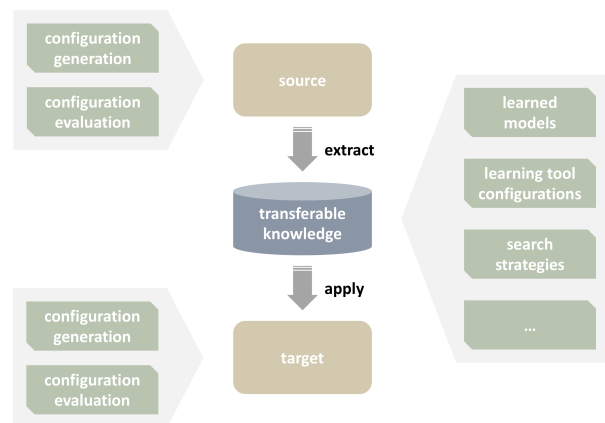 configuration
generation
configuration
evaluation
source
extract
transferable
knowledge
apply
configuration
generation
configuration
evaluation
target
learned
models
learning tool
configurations
search
strategies
...